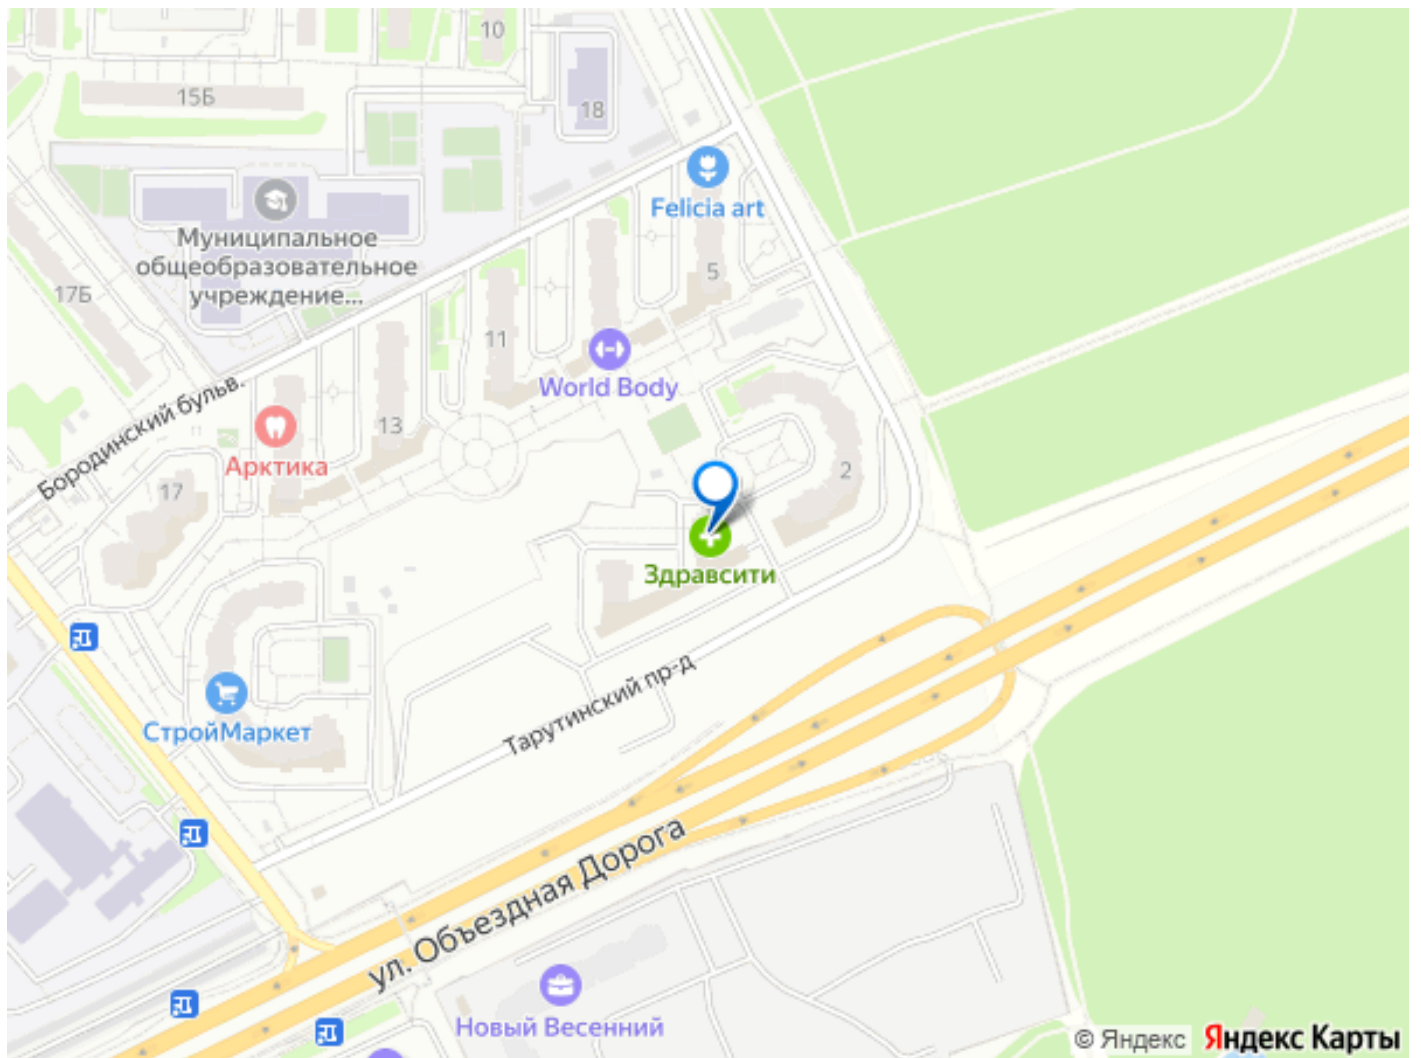 10
15Б
18
Felicia art
Муниципальное
общеобразовательное
учреждение...
5
17Б
11
World Body
Бородинский бульв.
13
Арктика
2
17
Здравсити
Тарутинский пр-д
СтройМаркет
ул. Объездная Дорога
Новый Весенний
© Яндекс Яндекс Карты